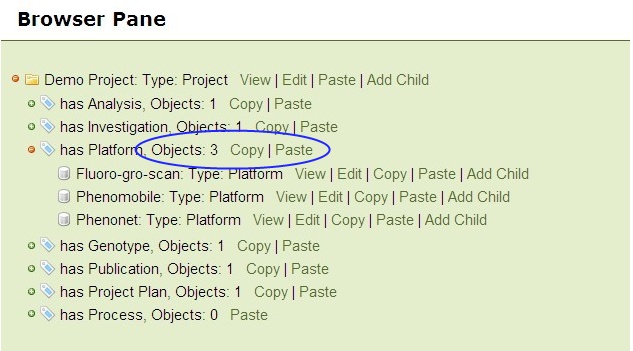 Browser Pane
Demo Project: Type: Project View | Edit | Paste | Add Child
has Analysis, Objects: 1 Copy | Paste
has Investigation, Objects: 1 Copy | Paste
has Platform, Objects: 3 Copy | Paste
Fluoro-gro-scan: Type: Platform View | Edit | Copy | Paste | Add Child
Phenomobile: Type: Platform View | Edit | Copy | Paste | Add Child
Phenonet: Type: Platform View | Edit | Copy | Paste | Add Child
has Genotype, Objects: 1 Copy | Paste
has Publication, Objects: 1 Copy | Paste
has Project Plan, Objects: 1 Copy | Paste
has Process, Objects: 0 Paste